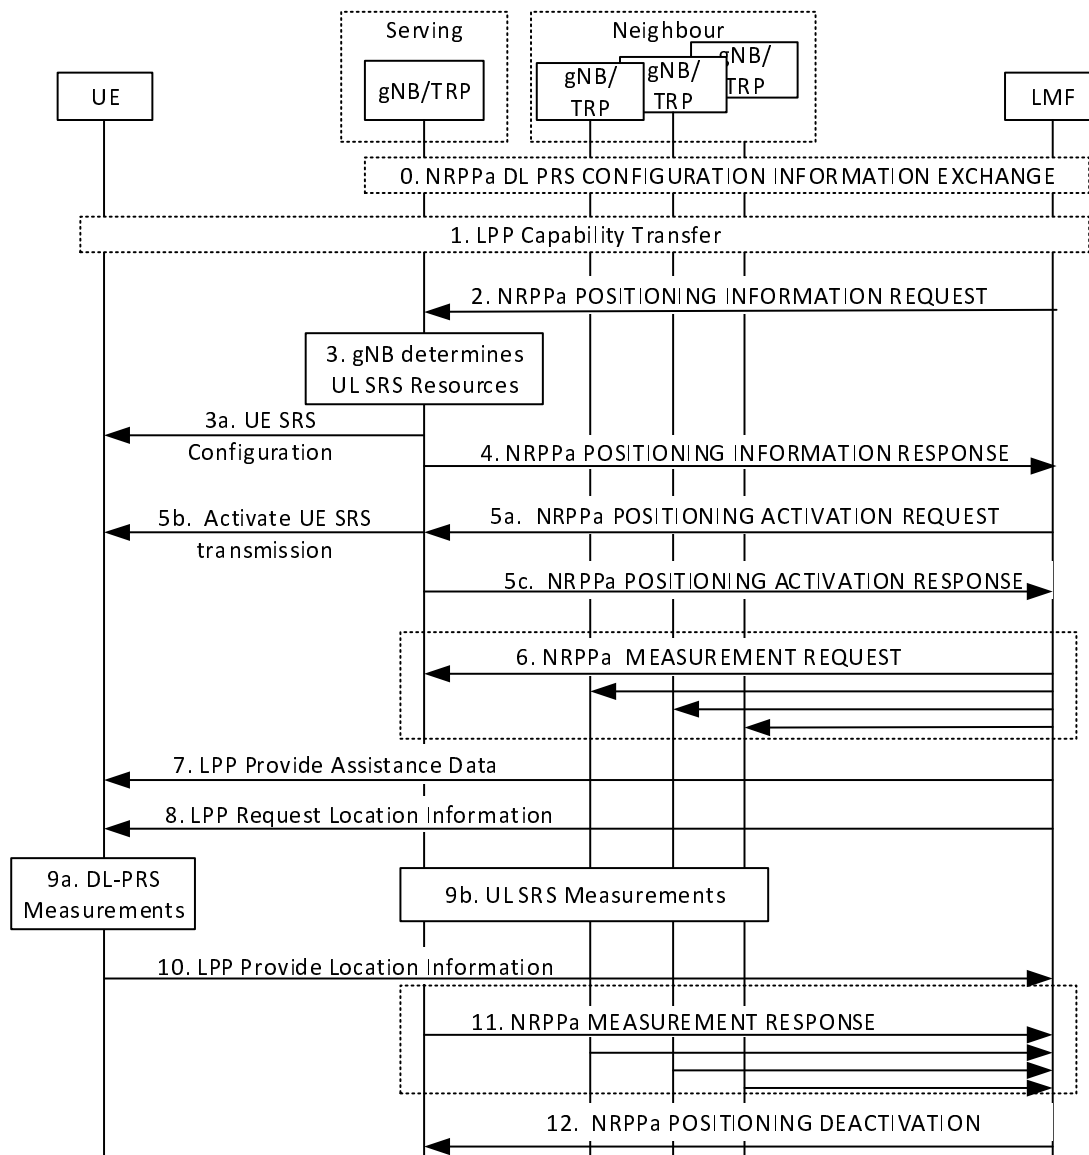 Serving
Neighbour
gNB/
TRP
gNB/
TRP
gNB/
TRP
gNB/TRP
UE
LMF
0. NRPPa DL PRS CONFIGURATION INFORMATION EXCHANGE
1. LPP Capability Transfer
2. NRPPa POSITIONING INFORMATION REQUEST
3. gNB determines
UL SRS Resources
3a. UE SRS
Configuration
4. NRPPa POSITIONING INFORMATION RESPONSE
5b. Activate UE SRS
transmission
5a. NRPPa POSITIONING ACTIVATION REQUEST
5c. NRPPa POSITIONING ACTIVATION RESPONSE
6. NRPPa MEASUREMENT REQUEST
7. LPP Provide Assistance Data
8. LPP Request Location Information
9a. DL-PRS
Measurements
9b. UL SRS Measurements
10. LPP Provide Location Information
11. NRPPa MEASUREMENT RESPONSE
12. NRPPa POSITIONING DEACTIVATION